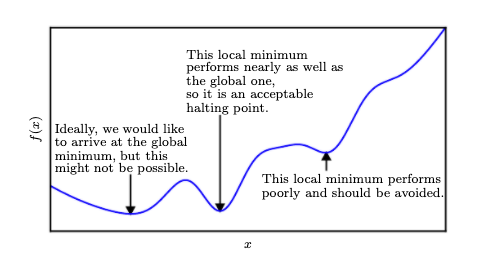 This local minimum
performs nearly as well as
the global one,
so it is an acceptable
halting point.
Ideally, we would like
to arrive at the global
minimum, but this
might not be possible.
This local minimum performs
poorly and should be avoided.
f(x)
x